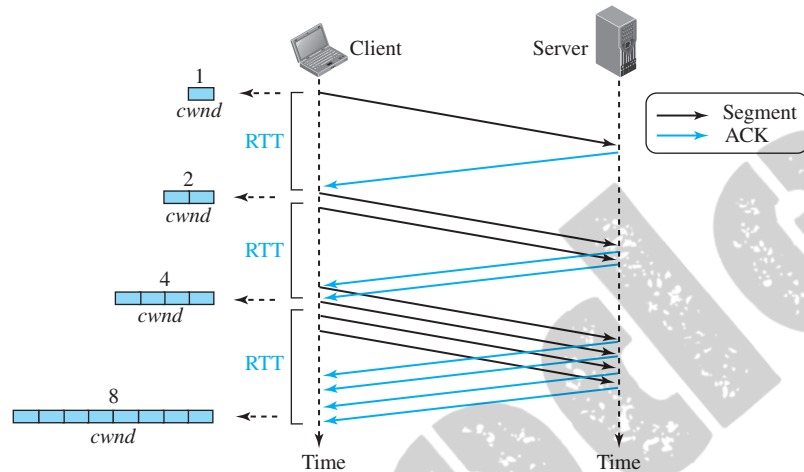 Client
Server
1
cwnd
RTT
Segment
ACK
2
cwnd
RTT
4
cwnd
RTT
8
cwnd
Time
Time